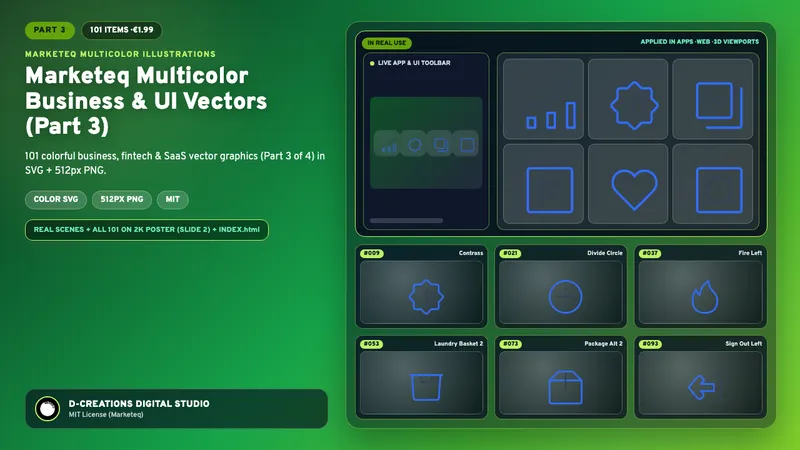 PART 3
101 ITEMS · €1.99
MARKETEQ MULTICOLOR ILLUSTRATIONS
Marketeq Multicolor
Business & UI Vectors
(Part 3)
101 colorful business, fintech & SaaS vector graphics (Part 3 of 4) in
SVG + 512px PNG.
COLOR SVG
512PX PNG
MIT
REAL SCENES + ALL 101 ON 2K POSTER (SLIDE 2) + INDEX.html
D-CREATIONS DIGITAL STUDIO
MIT License (Marketeq)
IN REAL USE
APPLIED IN APPS · WEB · 3D VIEWPORTS
LIVE APP & UI TOOLBAR
#009
Contrass
#021
Divide Circle
#037
Fire Left
#053
Laundry Basket 2
#073
Package Alt 2
#093
Sign Out Left